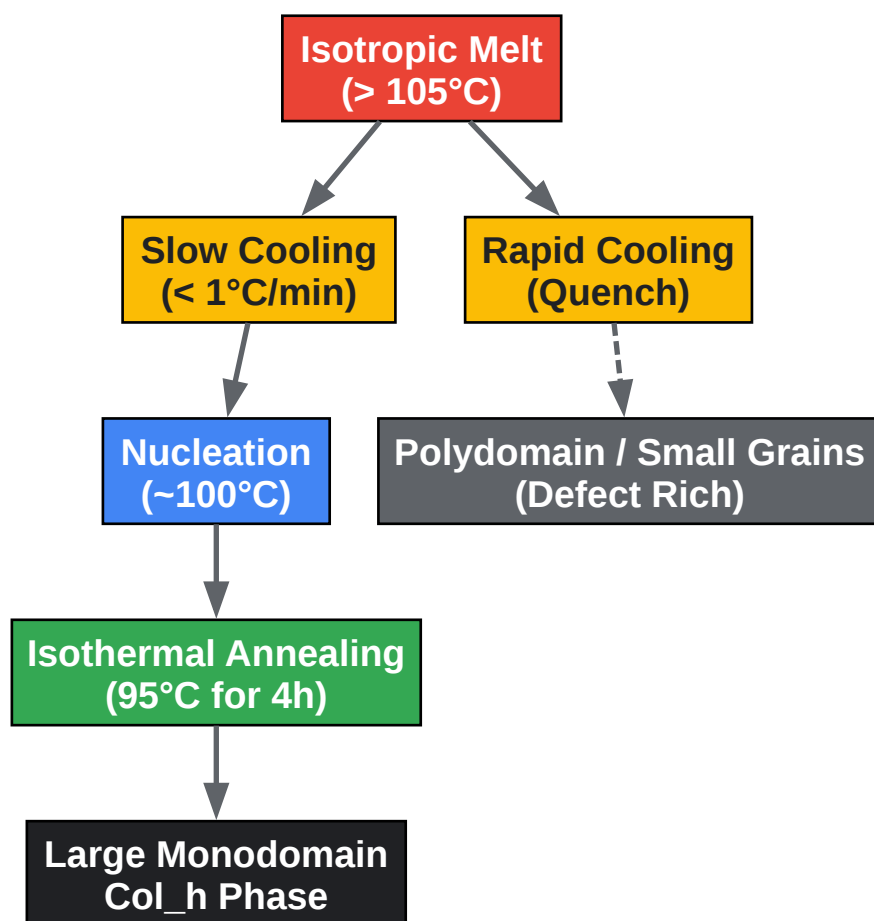 Isotropic Melt
(> 105°C)
Slow Cooling
(< 1°C/min)
Rapid Cooling
(Quench)
Nucleation
(~100°C)
Polydomain / Small Grains
(Defect Rich)
Isothermal Annealing
(95°C for 4h)
Large Monodomain
Col_h Phase